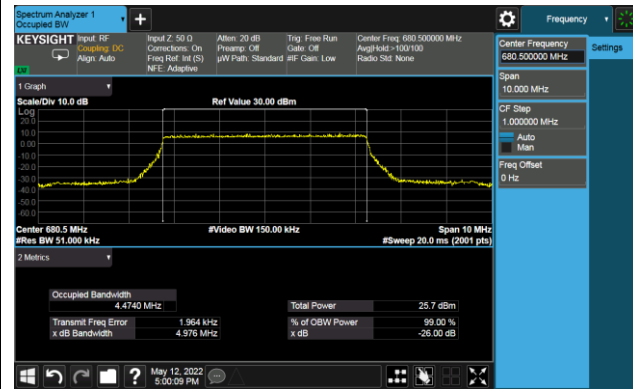 Spectrum Analyzer 1
Occupied BW
+
Frequency
KEYSIGHT
Input: RF
Coupling: DC
Align: Auto
Input Z: 50 Ω
Corrections: On
Freq Ref: Int (S)
NFE: Adaptive
Atten: 20 dB
Preamp: Off
µW Path: Standard
Trig: Free Run
Gate: Off
#IF Gain: Low
Center Freq: 680.500000 MHz
Avg|Hold:>100/100
Radio Std: None
Center Frequency
680.500000 MHz
Settings
Span
10.000 MHz
CF Step
1.000000 MHz
Auto
Man
Freq Offset
0 Hz
1 Graph
Scale/Div 10.0 dB
Ref Value 30.00 dBm
Log
20.0
10.0
0.00
-10.0
-20.0
-30.0
-40.0
-50.0
-60.0
Center 680.5 MHz
#Video BW 150.00 kHz
Span 10 MHz
#Res BW 51.000 kHz
#Sweep 20.0 ms (2001 pts)
2 Metrics
Occupied Bandwidth
4.4740 MHz
Total Power
25.7 dBm
Transmit Freq Error
1.964 kHz
% of OBW Power
99.00 %
x dB Bandwidth
4.976 MHz
x dB
-26.00 dB
?
May 12, 2022
5:00:09 PM